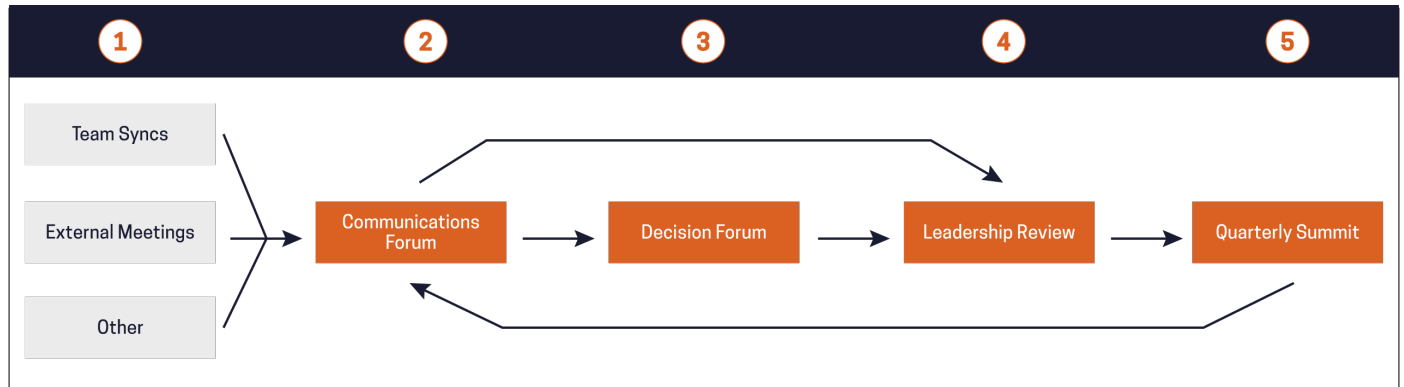 1
2
3
4
5
Team Syncs
External Meetings
Other
Communications
Forum
Decision Forum
Leadership Review
Quarterly Summit